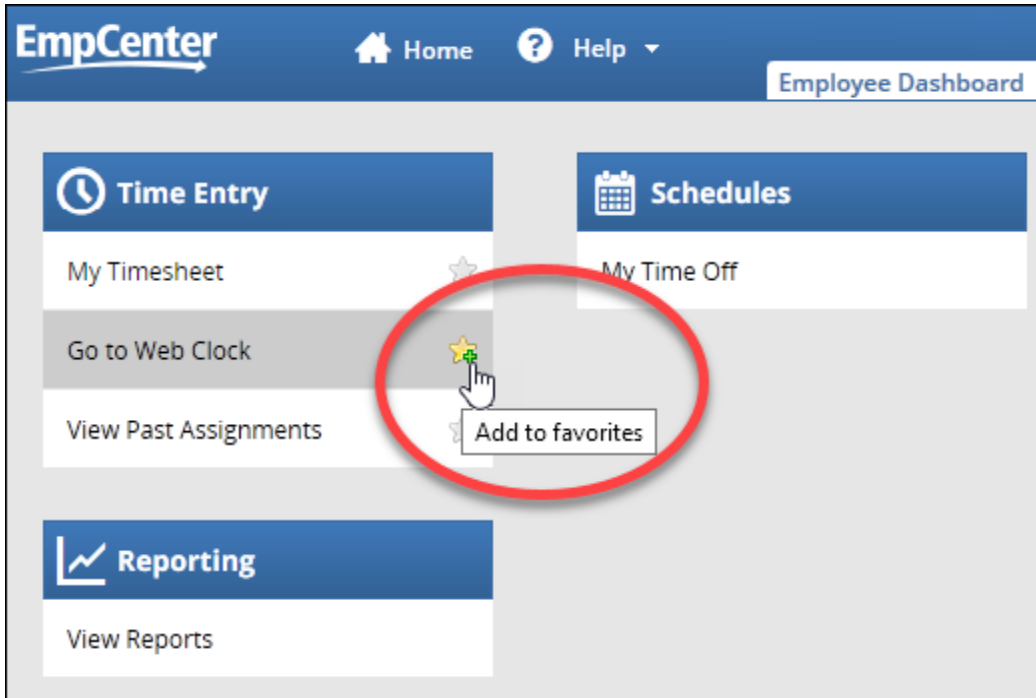 EmpCenter
Home
Help
Employee Dashboard
Time Entry
My Timesheet
Go to Web Clock
View Past Assignments
Add to favorites
Schedules
My Time Off
Reporting
View Reports